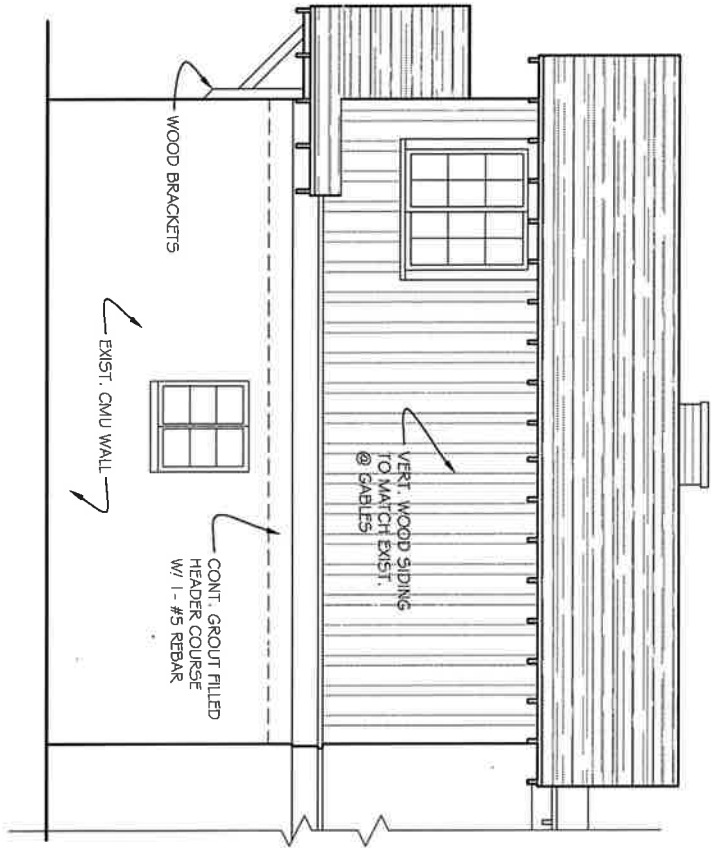 WOOD BRACKETS
EXIST. CMU WALL
VERT. WOOD SIDING
TO MATCH EXIST.
@ GABLES
CONT. GROUT FILLED
HEADER COURSE
W/ 1 - #5 REBAR